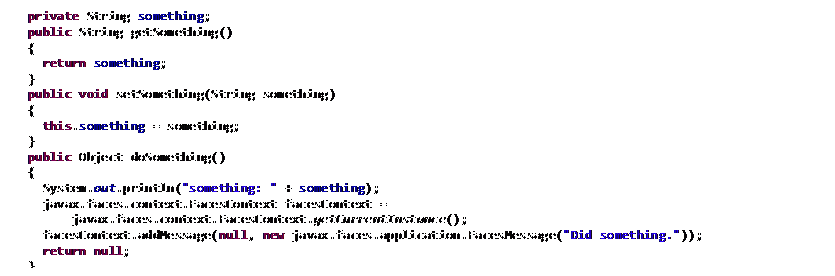 private String something;
public String getSomething()
{
return something;
}
public void setSomething(String something)
{
this.something = something;
}
public Object doSomething()
{
System.out.println("something: " + something);
javax.faces.context.FacesContext facesContext =
javax.faces.context.FacesContext.getCurrentInstance();
facesContext.addMessage(null, new javax.faces.application.FacesMessage("Did something."));
return null;
}